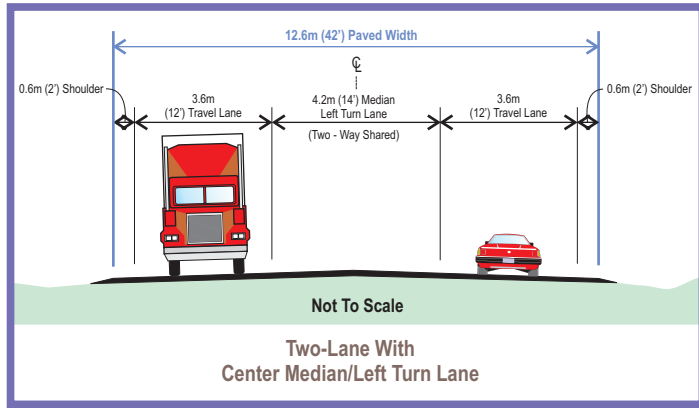 12.6m (42’) Paved Width
℄
0.6m (2’) Shoulder
3.6m
(12’) Travel Lane
4.2m (14’) Median
Left Turn Lane
(Two - Way Shared)
3.6m
(12’) Travel Lane
0.6m (2’) Shoulder
Not To Scale
Two-Lane With
Center Median/Left Turn Lane